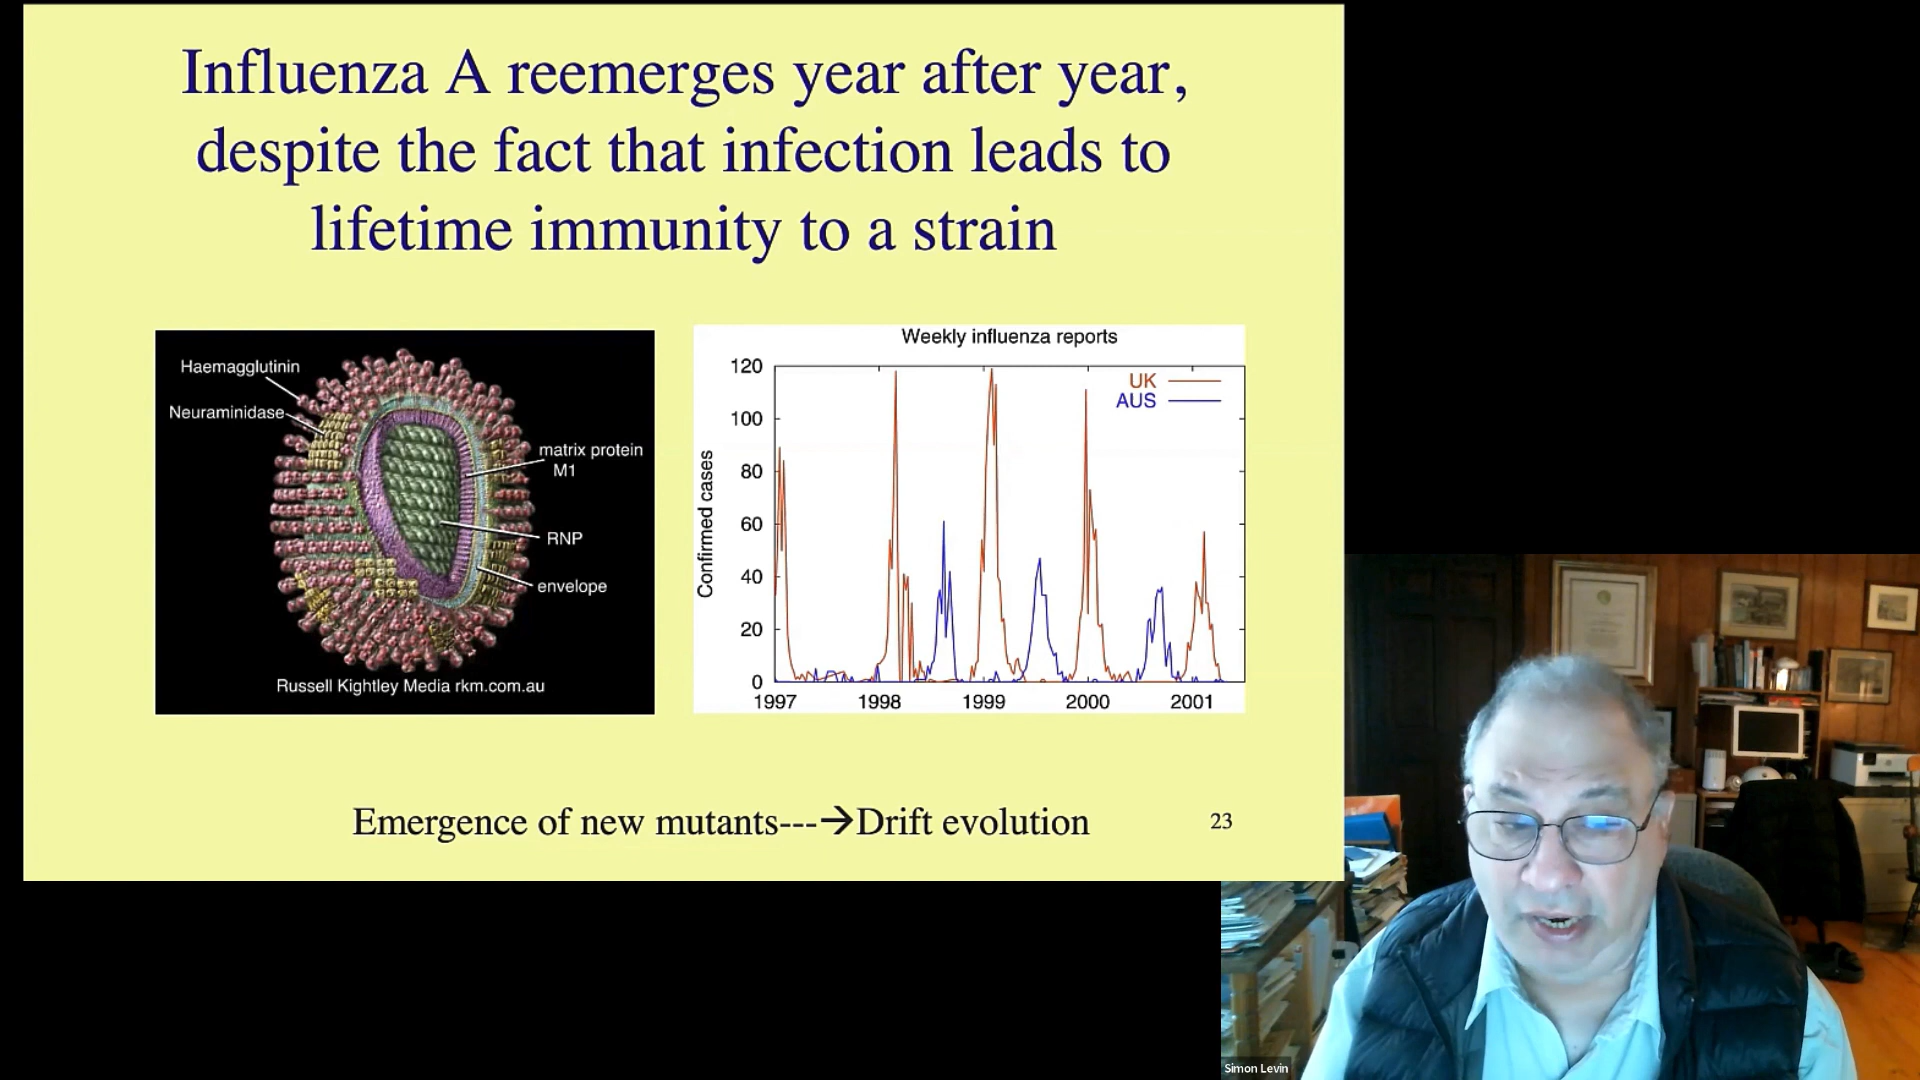 Influenza A reemerges year after year,
despite the fact that infection leads to
lifetime immunity to a strain
Haemagglutinin
Neuraminidase
matrix protein
M1
RNP
envelope
Russell Kightley Media rkm.com.au
Weekly influenza reports
UK
AUS
Confirmed cases
120
100
80
60
40
20
0
1997 1998 1999 2000 2001
Emergence of new mutants---→Drift evolution
23
Simon Levin